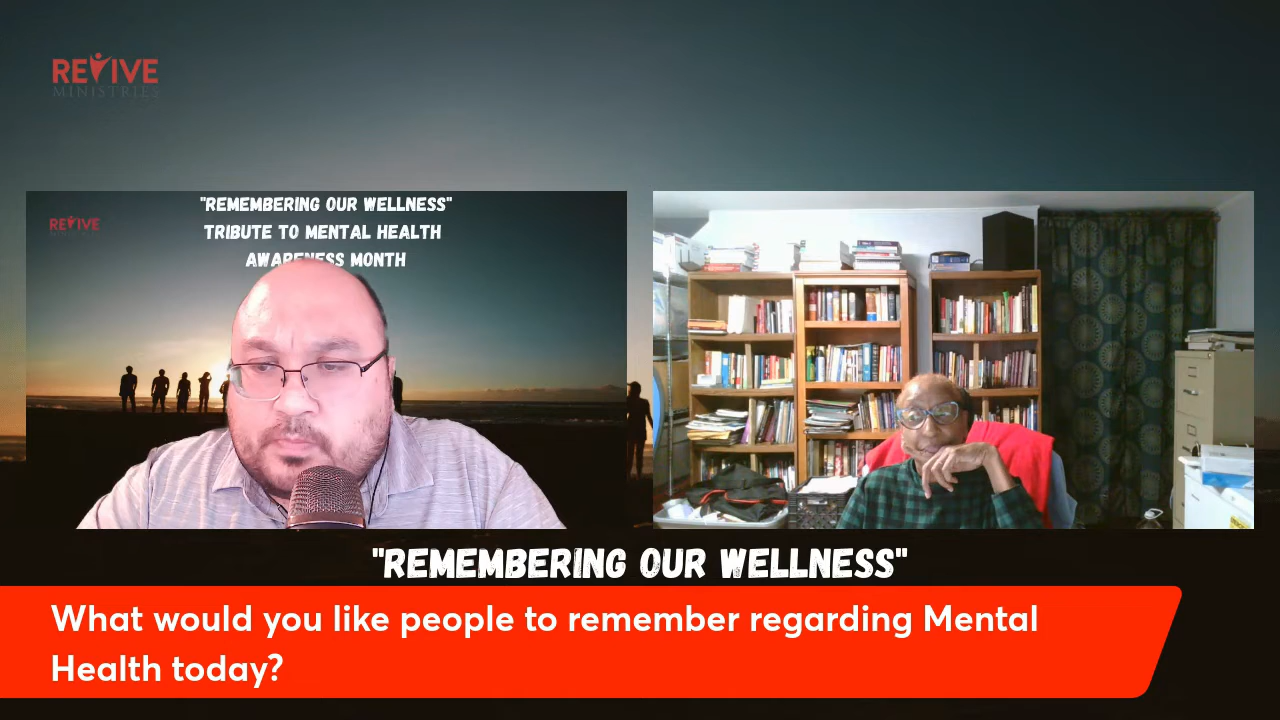 REVIVE
MINISTRIES
"REMEMBERING OUR WELLNESS"
TRIBUTE TO MENTAL HEALTH
AWARENESS MONTH
REVIVE
"REMEMBERING OUR WELLNESS"
What would you like people to remember regarding Mental
Health today?